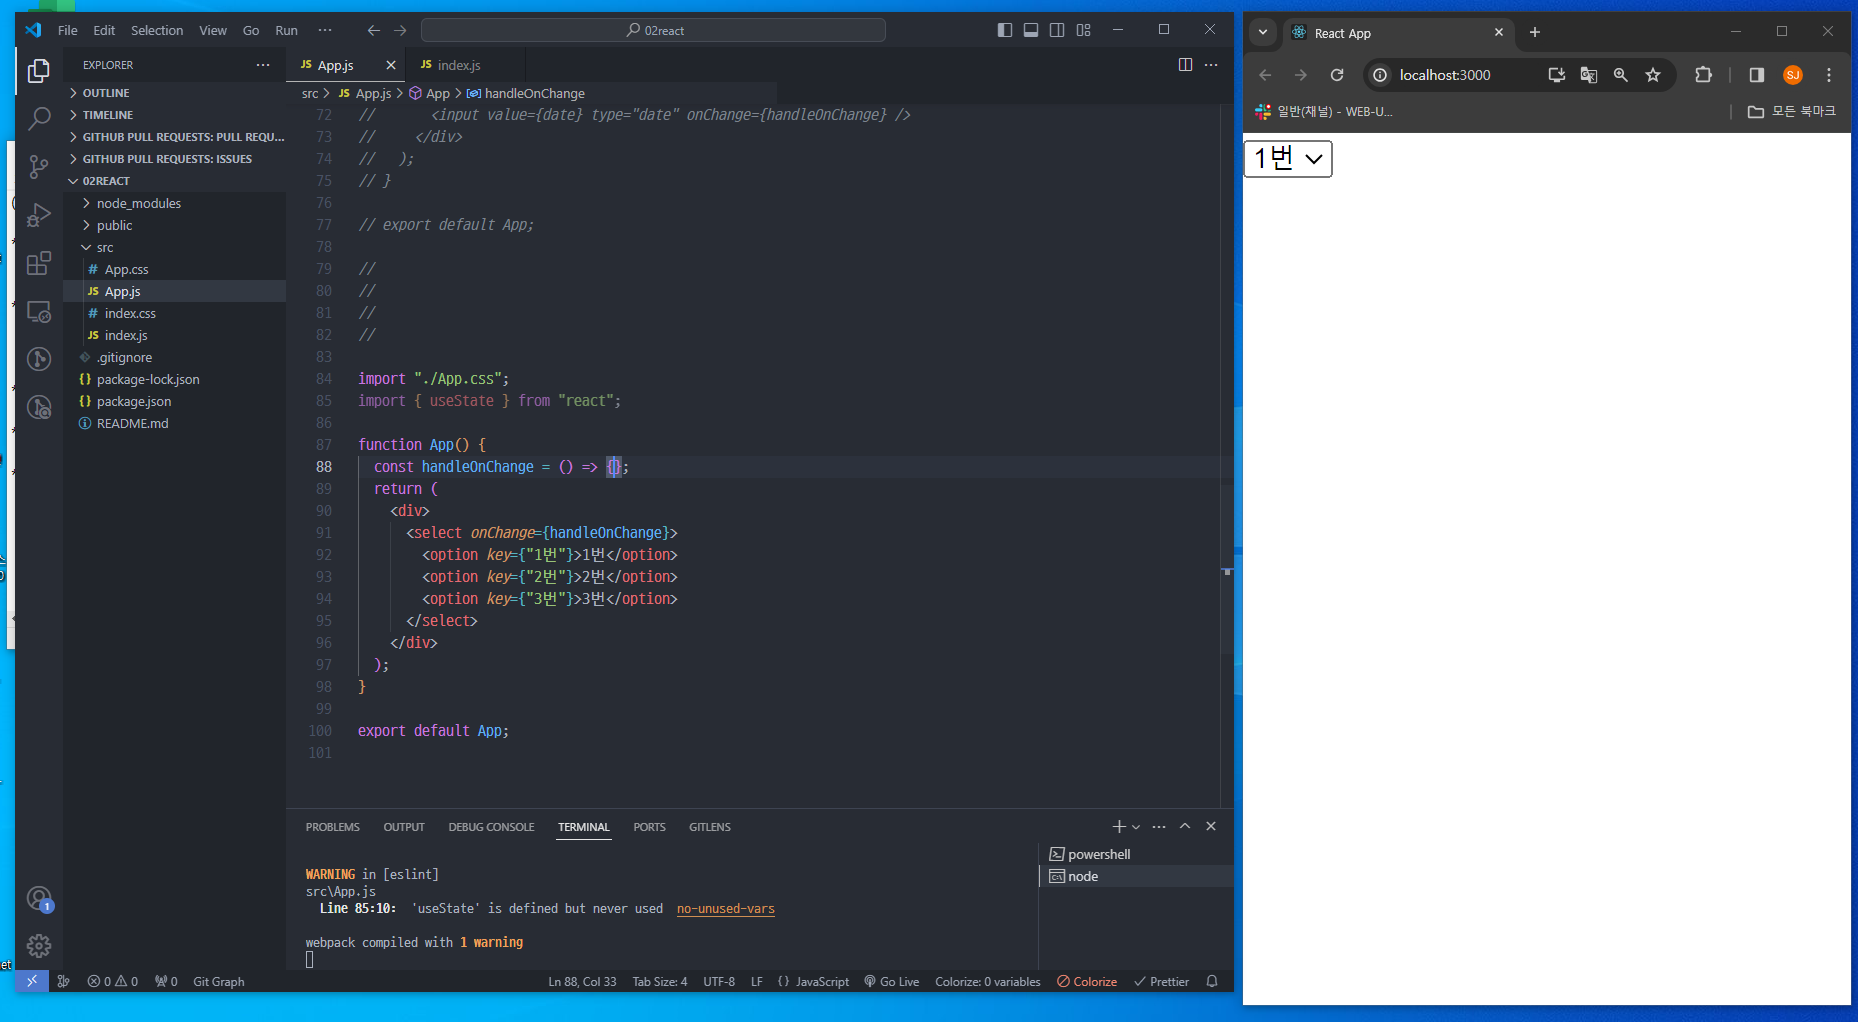 File Edit Selection View Go Run ··· 02react
EXPLORER ···
OUTLINE
TIMELINE
GITHUB PULL REQUESTS: PULL REQU...
GITHUB PULL REQUESTS: ISSUES
02REACT
node_modules
public
src
# App.css
JS App.js
# index.css
JS index.js
.gitignore
{} package-lock.json
{} package.json
README.md
JS App.js JS index.js
src > JS App.js > App > handleOnChange
72 //       <input value={date} type="date" onChange={handleOnChange} />
73 //     </div>
74 //   );
75 // }
76
77 // export default App;
78
79 //
80 //
81 //
82 //
83
84 import "./App.css";
85 import { useState } from "react";
86
87 function App() {
88   const handleOnChange = () => {};
89   return (
90     <div>
91       <select onChange={handleOnChange}>
92         <option key={"1번"}>1번</option>
93         <option key={"2번"}>2번</option>
94         <option key={"3번"}>3번</option>
95       </select>
96     </div>
97   );
98 }
99
100 export default App;
101
PROBLEMS OUTPUT DEBUG CONSOLE TERMINAL PORTS GITLENS
WARNING in [eslint]
src\App.js
  Line 85:10:  'useState' is defined but never used  no-unused-vars
webpack compiled with 1 warning
powershell
node
1
0 0 0 Git Graph Ln 88, Col 33 Tab Size: 4 UTF-8 LF {} JavaScript Go Live Colorize: 0 variables Colorize Prettier
React App
localhost:3000 SJ
일반(채널) - WEB-U... 모든 북마크
1번
et